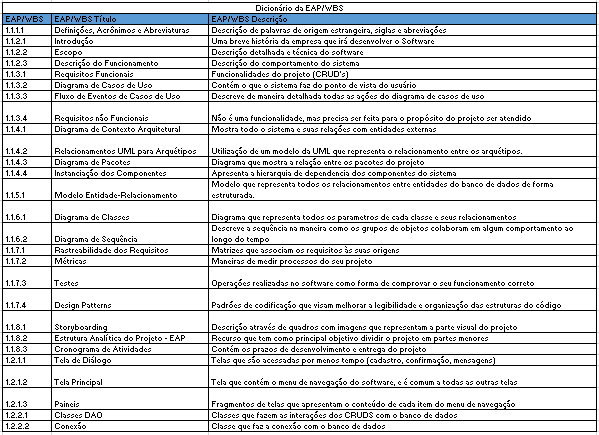 Dicionário da EAP/WBS
EAP/WBS EAP/WBS Título EAP/WBS Descrição
1.1.1.1 Definições, Acrônimos e Abreviaturas Descrição de palavras de origem estrangeira, siglas e abreviações
1.1.2.1 Introdução Uma breve história da empresa que irá desenvolver o Software
1.1.2.2 Escopo Descrição detalhada e técnica do software
1.1.2.3 Descrição do Funcionamento Descrição do comportamento do sistema
1.1.3.1 Requisitos Funcionais Funcionalidades do projeto (CRUD's)
1.1.3.2 Diagrama de Casos de Uso Contém o que o sistema faz do ponto de vista do usuário
1.1.3.3 Fluxo de Eventos de Casos de Uso Descreve de maneira detalhada todas as ações do diagrama de casos de uso
1.1.3.4 Requisitos não Funcionais Não é uma funcionalidade, mas precisa ser feita para o propósito do projeto ser atendido
1.1.4.1 Diagrama de Contexto Arquitetural Mostra todo o sistema e suas relações com entidades externas
1.1.4.2 Relacionamentos UML para Arquétipos Utilização de um modelo da UML que representa o relacionamento entre os arquétipos.
1.1.4.3 Diagrama de Pacotes Diagrama que mostra a relação entre os pacotes do projeto
1.1.4.4 Instanciação dos Componentes Apresenta a hierarquia de dependencia dos componentes do sistema
Modelo que representa todos os relacionamentos entre entidades do banco de dados de forma
1.1.5.1 Modelo Entidade-Relacionamento estruturada.
1.1.6.1 Diagrama de Classes Diagrama que representa todos os parametros de cada classe e seus relacionamentos
Descreve a sequência na maneira como os grupos de objetos colaboram em algum comportamento ao
1.1.6.2 Diagrama de Sequência longo do tempo
1.1.7.1 Rastreabilidade dos Requisitos Matrizes que associam os requisitos às suas origens
1.1.7.2 Métricas Maneiras de medir processos do seu projeto
1.1.7.3 Testes Operações realizadas no software como forma de comprovar o seu funcionamento correto
1.1.7.4 Design Patterns Padrões de codificação que visam melhorar a legibilidade e organização das estruturas do código
1.1.8.1 Storyboarding Descrição através de quadros com imagens que representam a parte visual do projeto
1.1.8.2 Estrutura Analítica do Projeto - EAP Recurso que tem como principal objetivo dividir o projeto em partes menores
1.1.8.3 Cronograma de Atividades Contém os prazos de desenvolvimento e entrega do projeto
1.2.1.1 Tela de Diálogo Telas que são acessadas por menos tempo (cadastro, confirmação, mensagens)
1.2.1.2 Tela Principal Tela que contém o menu de navegação do software, e é comum a todas as outras telas
1.2.1.3 Paineis Fragmentos de telas que apresentam o conteúdo de cada item do menu de navegação
1.2.2.1 Classes DAO Classes que fazem as interações dos CRUDS com o banco de dados
1.2.2.2 Conexão Classe que faz a conexão com o banco de dados